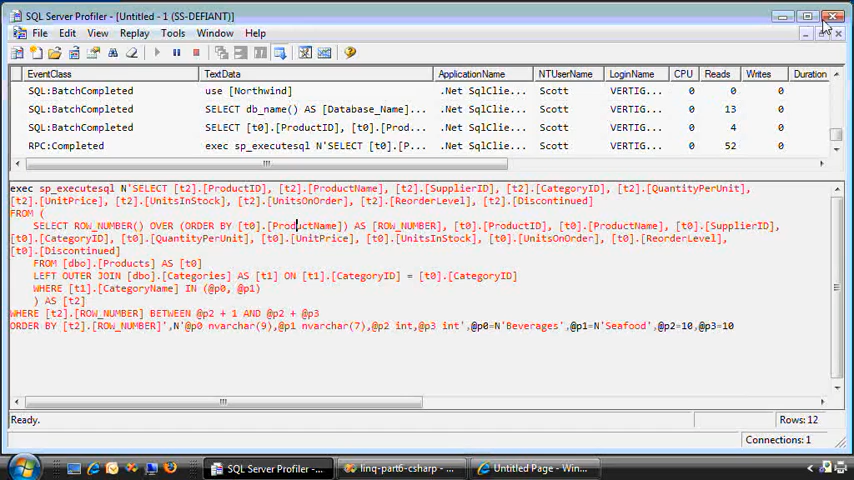 SQL Server Profiler - [Untitled - 1 (SS-DEFIANT)]
File Edit View Replay Tools Window Help
EventClass TextData ApplicationName NTUserName LoginName CPU Reads Writes Duration
SQL:BatchCompleted use [Northwind] .Net SqlClie... Scott VERTIG... 0 0 0
SQL:BatchCompleted SELECT db_name() AS [Database_Name]... .Net SqlClie... Scott VERTIG... 0 13 0
SQL:BatchCompleted SELECT [t0].[ProductID], [t0].[Prod... .Net SqlClie... Scott VERTIG... 0 4 0
RPC:Completed exec sp_executesql N'SELECT [t0].[P... .Net SqlClie... Scott VERTIG... 0 52 0
exec sp_executesql N'SELECT [t2].[ProductID], [t2].[ProductName], [t2].[SupplierID], [t2].[CategoryID], [t2].[QuantityPerUnit],
[t2].[UnitPrice], [t2].[UnitsInStock], [t2].[UnitsOnOrder], [t2].[ReorderLevel], [t2].[Discontinued]
FROM (
SELECT ROW_NUMBER() OVER (ORDER BY [t0].[ProductName]) AS [ROW_NUMBER], [t0].[ProductID], [t0].[ProductName], [t0].[SupplierID],
[t0].[CategoryID], [t0].[QuantityPerUnit], [t0].[UnitPrice], [t0].[UnitsInStock], [t0].[UnitsOnOrder], [t0].[ReorderLevel],
[t0].[Discontinued]
FROM [dbo].[Products] AS [t0]
LEFT OUTER JOIN [dbo].[Categories] AS [t1] ON [t1].[CategoryID] = [t0].[CategoryID]
WHERE [t1].[CategoryName] IN (@p0, @p1)
) AS [t2]
WHERE [t2].[ROW_NUMBER] BETWEEN @p2 + 1 AND @p2 + @p3
ORDER BY [t2].[ROW_NUMBER]',N'@p0 nvarchar(9),@p1 nvarchar(7),@p2 int,@p3 int',@p0=N'Beverages',@p1=N'Seafood',@p2=10,@p3=10
Ready. Rows: 12
Connections: 1
SQL Server Profiler -... linq-part6-csharp - ... Untitled Page - Win...